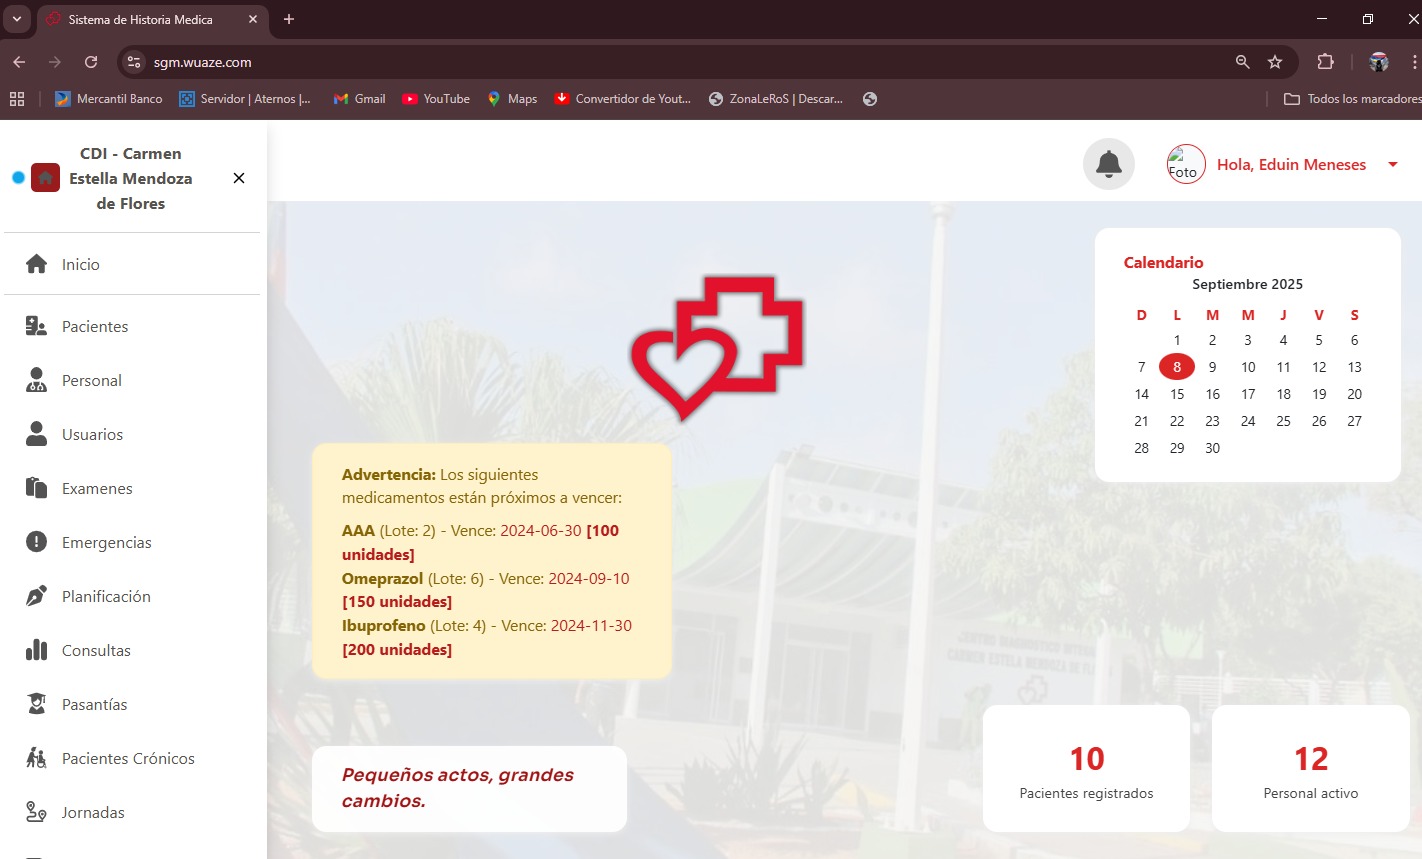 Sistema de Historia Medica
sgm.wuaze.com
Mercantil Banco
Servidor | Aternos |...
Gmail
YouTube
Maps
Convertidor de Yout...
ZonaLeRoS | Descar...
Todos los marcadores
CDI - Carmen
Estella Mendoza
de Flores
Inicio
Pacientes
Personal
Usuarios
Examenes
Emergencias
Planificación
Consultas
Pasantías
Pacientes Crónicos
Jornadas
Foto
Hola, Eduin Meneses
Calendario
Septiembre 2025
D L M M J V S
1 2 3 4 5 6
7 8 9 10 11 12 13
14 15 16 17 18 19 20
21 22 23 24 25 26 27
28 29 30
Advertencia: Los siguientes
medicamentos están próximos a vencer:
AAA (Lote: 2) - Vence: 2024-06-30 [100
unidades]
Omeprazol (Lote: 6) - Vence: 2024-09-10
[150 unidades]
Ibuprofeno (Lote: 4) - Vence: 2024-11-30
[200 unidades]
Pequeños actos, grandes
cambios.
10
Pacientes registrados
12
Personal activo